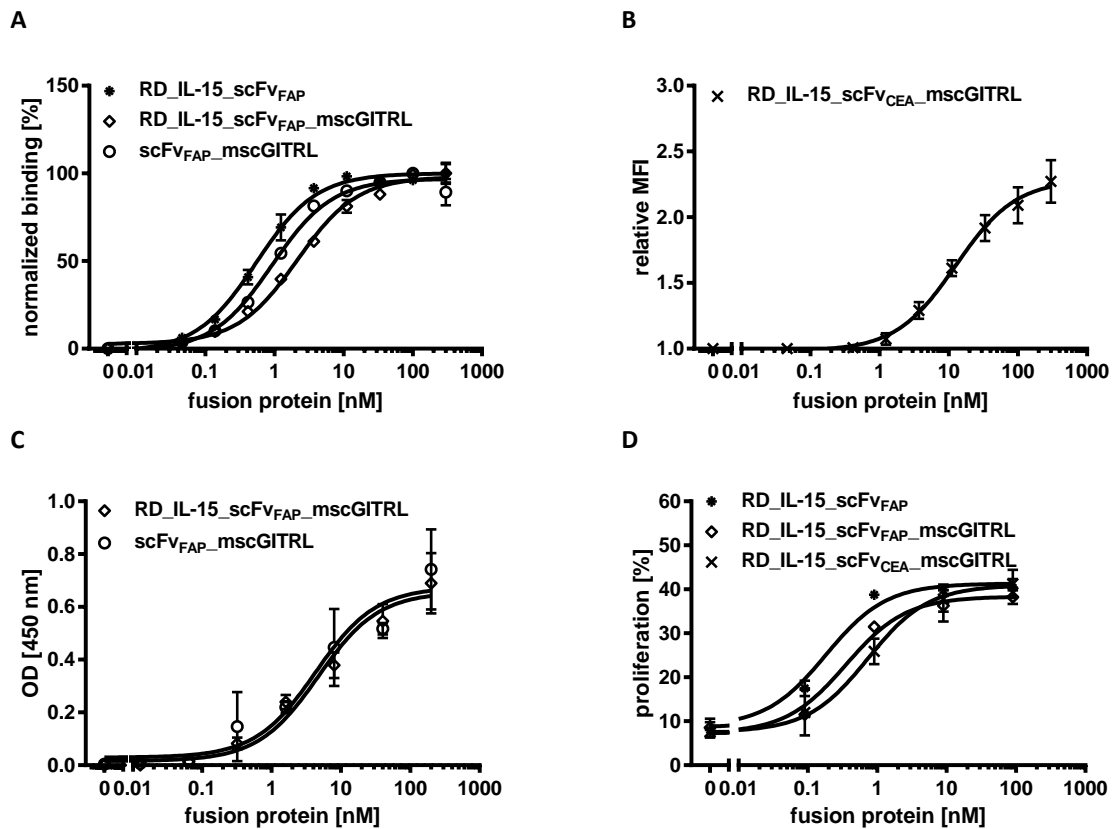 A
normalized binding [%]
150
100
50
0
RD_IL-15_scFvFAP
RD_IL-15_scFvFAP_mscGITRL
scFvFAP_mscGITRL
0 0.01 0.1 1 10 100 1000
fusion protein [nM]
B
relative MFI
3.0
2.5
2.0
1.5
1.0
RD_IL-15_scFvCEA_mscGITRL
0 0.01 0.1 1 10 100 1000
fusion protein [nM]
C
OD [450 nm]
1.0
0.8
0.6
0.4
0.2
0.0
RD_IL-15_scFvFAP_mscGITRL
scFvFAP_mscGITRL
0 0.01 0.1 1 10 100 1000
fusion protein [nM]
D
proliferation [%]
60
50
40
30
20
10
0
RD_IL-15_scFvFAP
RD_IL-15_scFvFAP_mscGITRL
RD_IL-15_scFvCEA_mscGITRL
0 0.01 0.1 1 10 100 1000
fusion protein [nM]